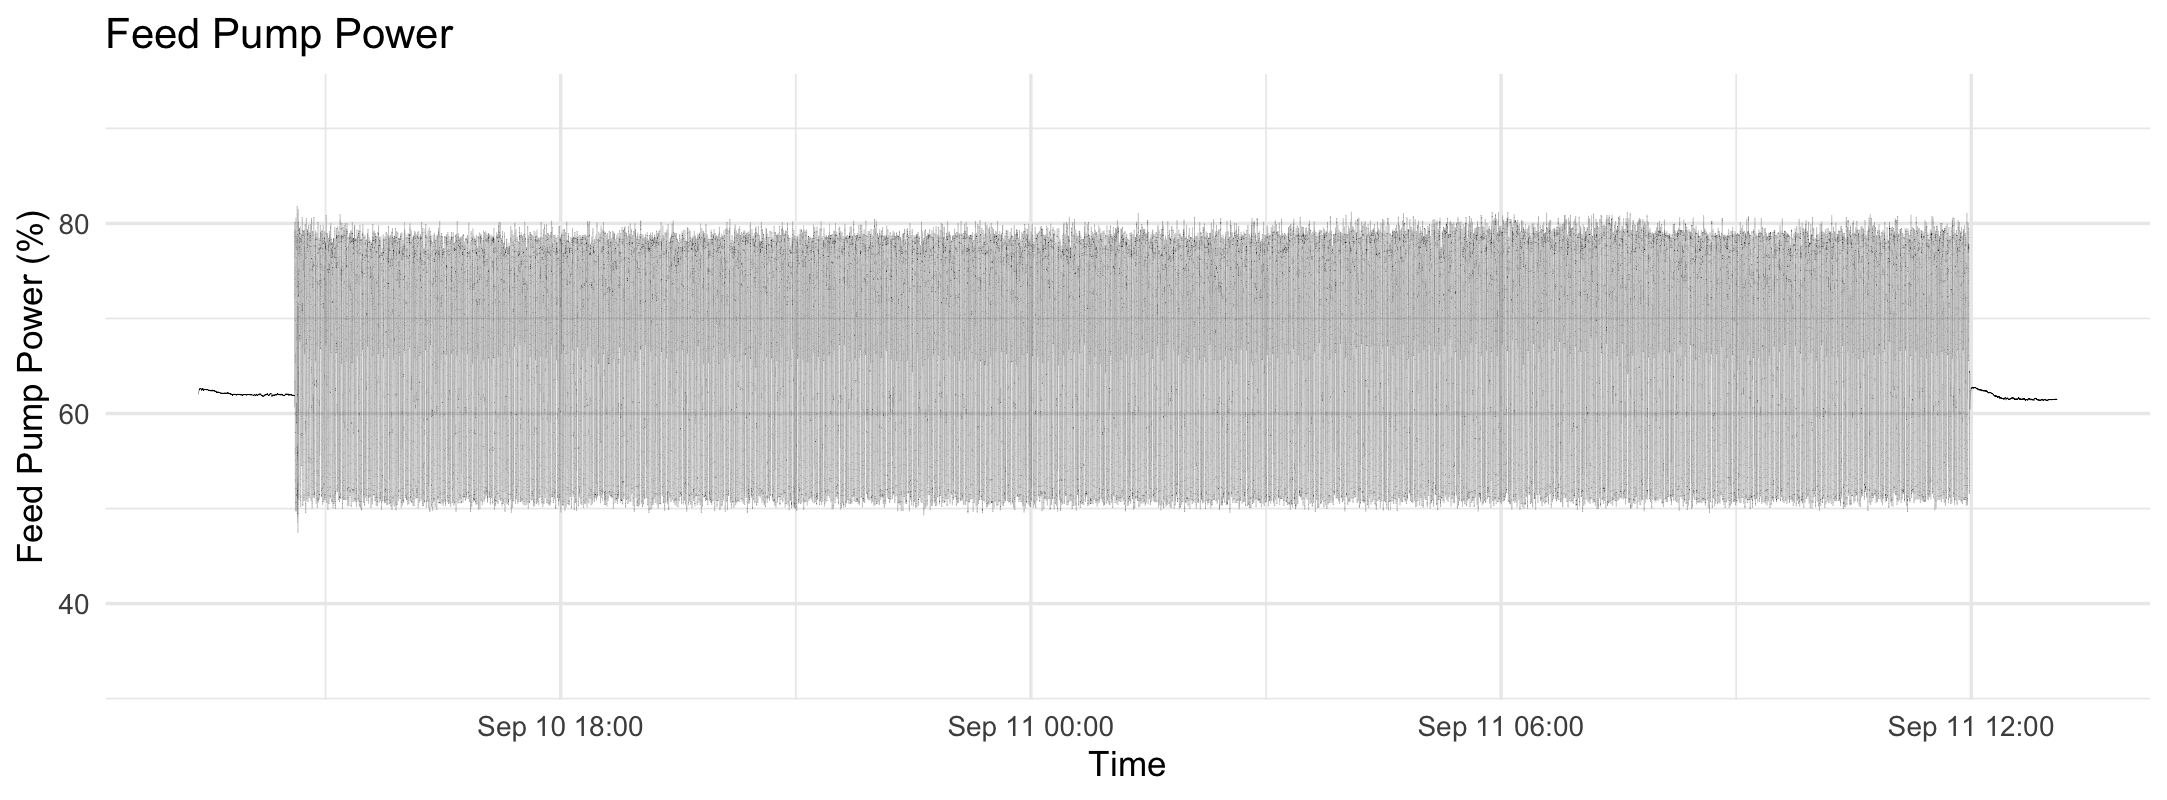 Feed Pump Power
Feed Pump Power (%)
80
60
40
Sep 10 18:00
Sep 11 00:00
Sep 11 06:00
Sep 11 12:00
Time